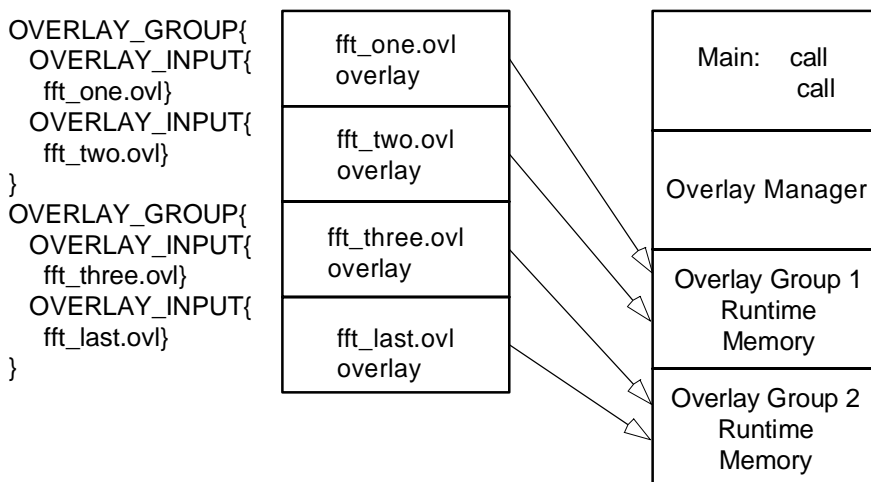 OVERLAY_GROUP{
OVERLAY_INPUT{
fft_one.ovl}
OVERLAY_INPUT{
fft_two.ovl}
}
OVERLAY_GROUP{
OVERLAY_INPUT{
fft_three.ovl}
OVERLAY_INPUT{
fft_last.ovl}
}
fft_one.ovl
overlay
fft_two.ovl
overlay
fft_three.ovl
overlay
fft_last.ovl
overlay
Main: call
call
Overlay Manager
Overlay Group 1
Runtime
Memory
Overlay Group 2
Runtime
Memory